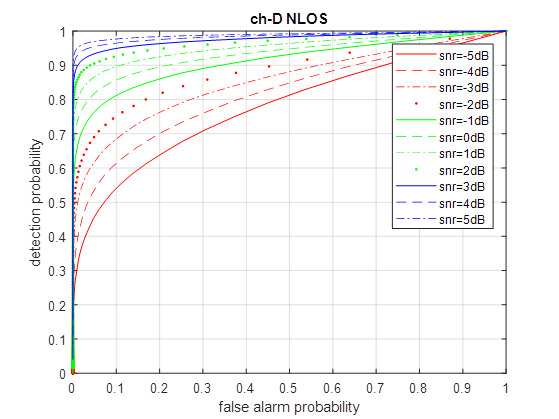 ch-D NLOS
1
0.9
0.8
0.7
0.6
0.5
0.4
0.3
0.2
0.1
0
detection probability
snr=-5dB
snr=-4dB
snr=-3dB
snr=-2dB
snr=-1dB
snr=0dB
snr=1dB
snr=2dB
snr=3dB
snr=4dB
snr=5dB
0 0.1 0.2 0.3 0.4 0.5 0.6 0.7 0.8 0.9 1
false alarm probability